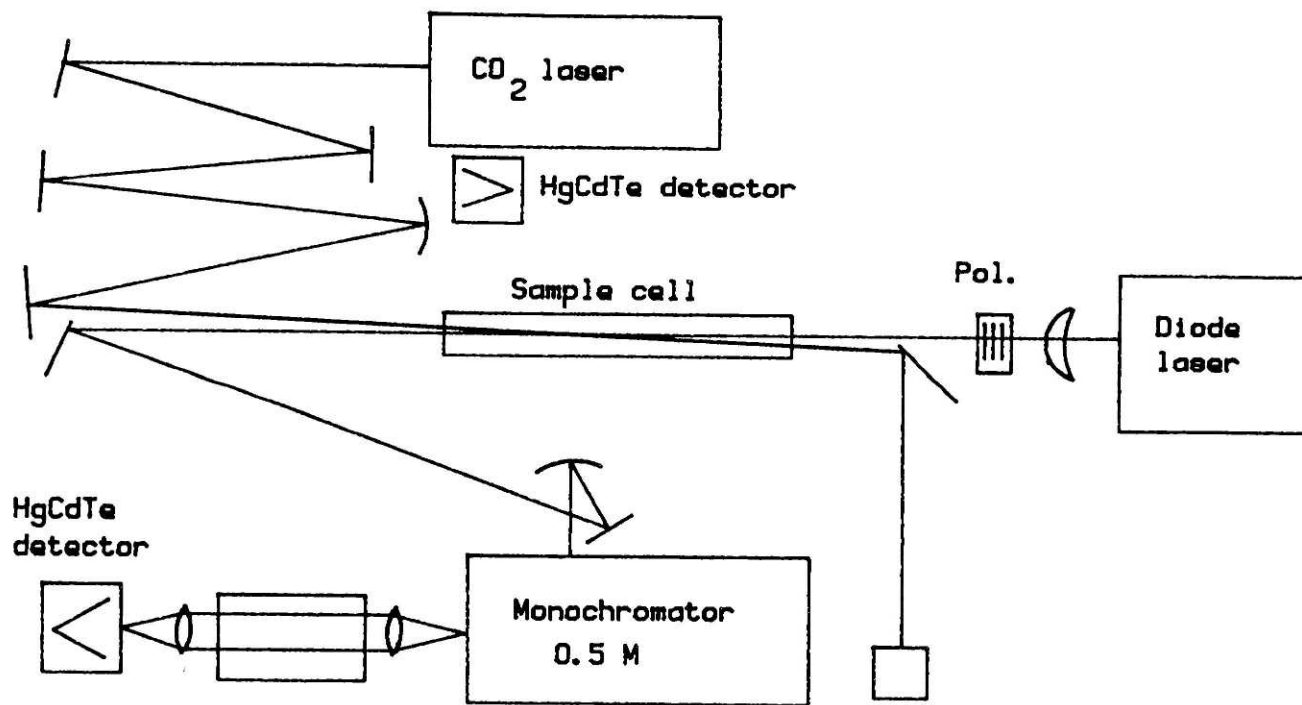 CO2 laser
HgCdTe detector
Sample cell
Pol.
Diode
laser
HgCdTe
detector
Monochromator
0.5 M